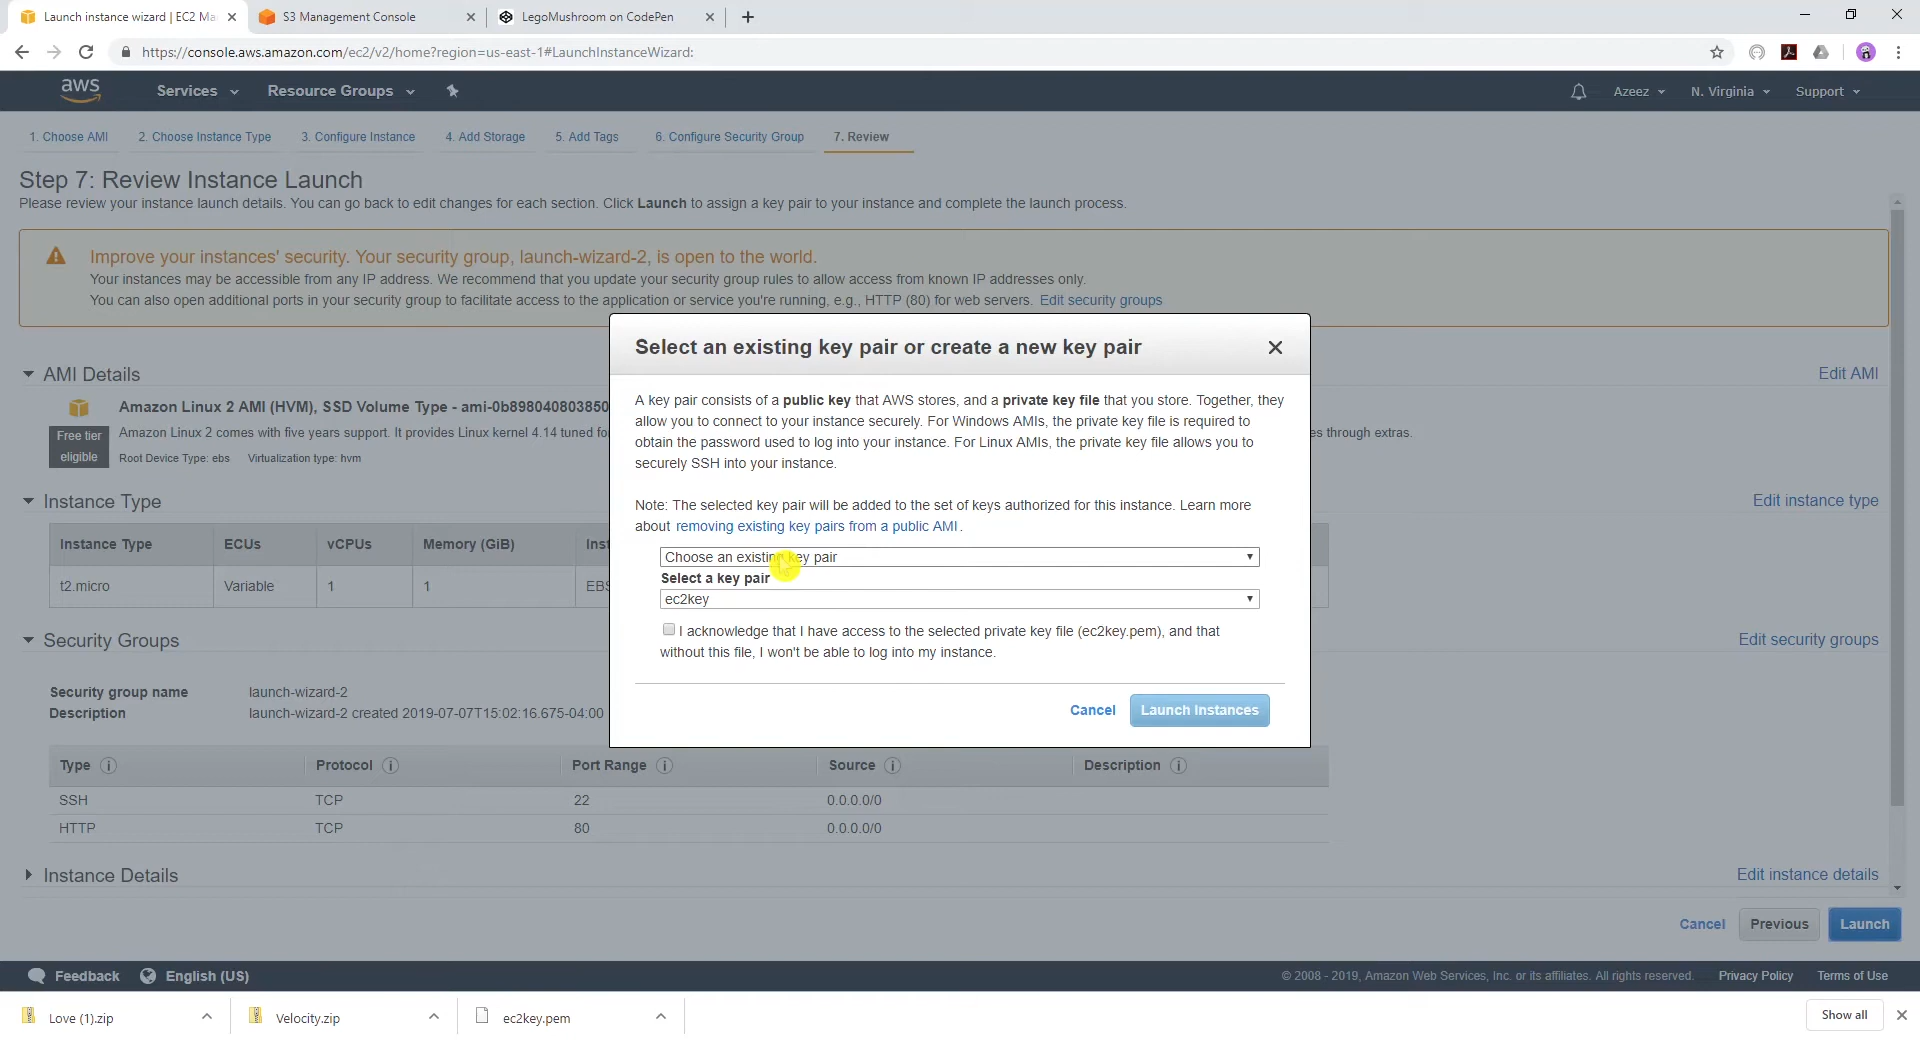 Launch instance wizard | EC2 Ma
S3 Management Console
LegoMushroom on CodePen
https://console.aws.amazon.com/ec2/v2/home?region=us-east-1#LaunchInstanceWizard:
aws
Services
Resource Groups
Azeez
N. Virginia
Support
1. Choose AMI
2. Choose Instance Type
3. Configure Instance
4. Add Storage
5. Add Tags
6. Configure Security Group
7. Review
Step 7: Review Instance Launch
Please review your instance launch details. You can go back to edit changes for each section. Click Launch to assign a key pair to your instance and complete the launch process.
Improve your instances' security. Your security group, launch-wizard-2, is open to the world.
Your instances may be accessible from any IP address. We recommend that you update your security group rules to allow access from known IP addresses only.
You can also open additional ports in your security group to facilitate access to the application or service you're running, e.g., HTTP (80) for web servers. Edit security groups
AMI Details
Edit AMI
Amazon Linux 2 AMI (HVM), SSD Volume Type - ami-0b898040803850
Free tier
eligible
Amazon Linux 2 comes with five years support. It provides Linux kernel 4.14 tuned fo
es through extras.
Root Device Type: ebs Virtualization type: hvm
Instance Type
Edit instance type
Instance Type
ECUs
vCPUs
Memory (GiB)
Inst
t2.micro
Variable
1
1
EBS
Security Groups
Edit security groups
Security group name
launch-wizard-2
Description
launch-wizard-2 created 2019-07-07T15:02:16.675-04:00
Type
Protocol
Port Range
Source
Description
SSH
TCP
22
0.0.0.0/0
HTTP
TCP
80
0.0.0.0/0
Instance Details
Edit instance details
Select an existing key pair or create a new key pair
A key pair consists of a public key that AWS stores, and a private key file that you store. Together, they
allow you to connect to your instance securely. For Windows AMIs, the private key file is required to
obtain the password used to log into your instance. For Linux AMIs, the private key file allows you to
securely SSH into your instance.
Note: The selected key pair will be added to the set of keys authorized for this instance. Learn more
about removing existing key pairs from a public AMI.
Choose an existing key pair
Select a key pair
ec2key
I acknowledge that I have access to the selected private key file (ec2key.pem), and that
without this file, I won't be able to log into my instance.
Cancel
Launch Instances
Cancel
Previous
Launch
Feedback
English (US)
© 2008 - 2019, Amazon Web Services, Inc. or its affiliates. All rights reserved.
Privacy Policy
Terms of Use
Love (1).zip
Velocity.zip
ec2key.pem
Show all